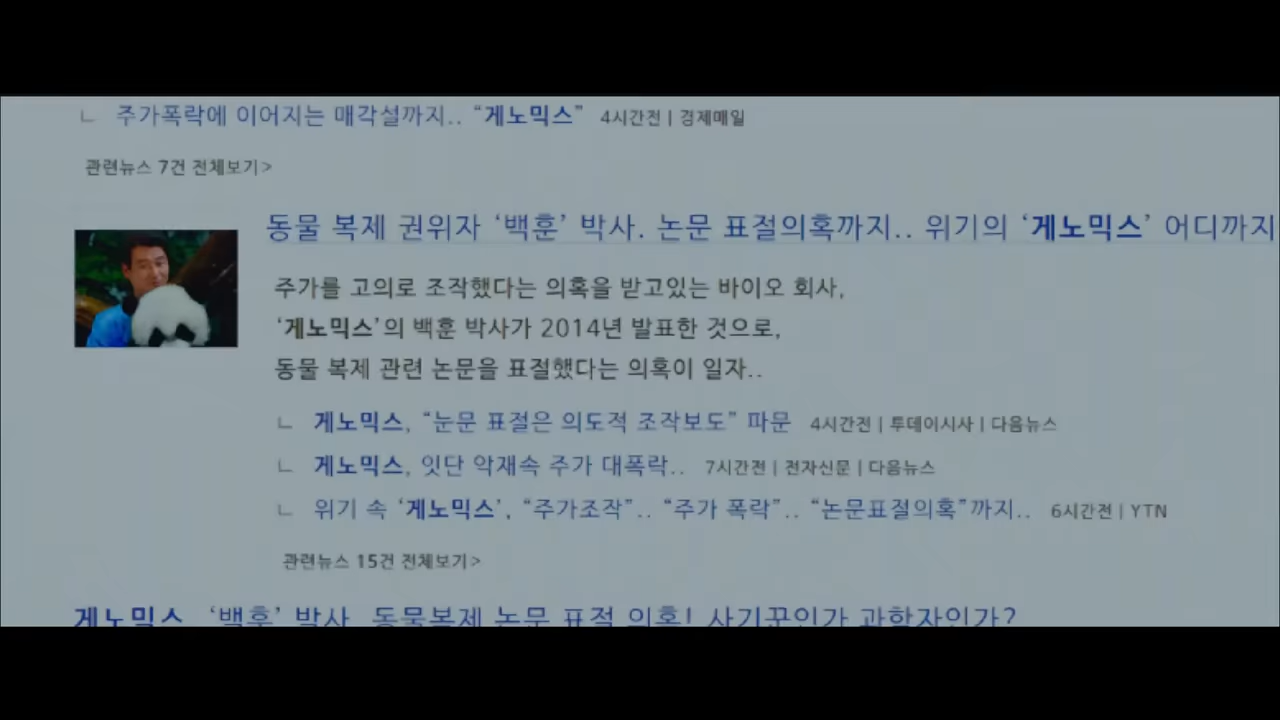 ㄴ 주가폭락에 이어지는 매각설까지.. “게노믹스” 4시간전 | 경제매일
관련뉴스 7건 전체보기>
동물 복제 권위자 ‘백훈’ 박사. 논문 표절의혹까지.. 위기의 ‘게노믹스’ 어디까지
주가를 고의로 조작했다는 의혹을 받고있는 바이오 회사,
‘게노믹스’의 백훈 박사가 2014년 발표한 것으로,
동물 복제 관련 논문을 표절했다는 의혹이 일자..
ㄴ 게노믹스, “눈문 표절은 의도적 조작보도” 파문 4시간전 | 투데이시사 | 다음뉴스
ㄴ 게노믹스, 잇단 악재속 주가 대폭락.. 7시간전 | 전자신문 | 다음뉴스
ㄴ 위기 속 ‘게노믹스’, “주가조작”.. “주가 폭락”.. “논문표절의혹”까지.. 6시간전 | YTN
관련뉴스 15건 전체보기>
게노믹스, ‘백훈’ 박사. 동물복제 논문 표절 의혹! 사기꾼인가 과학자인가?